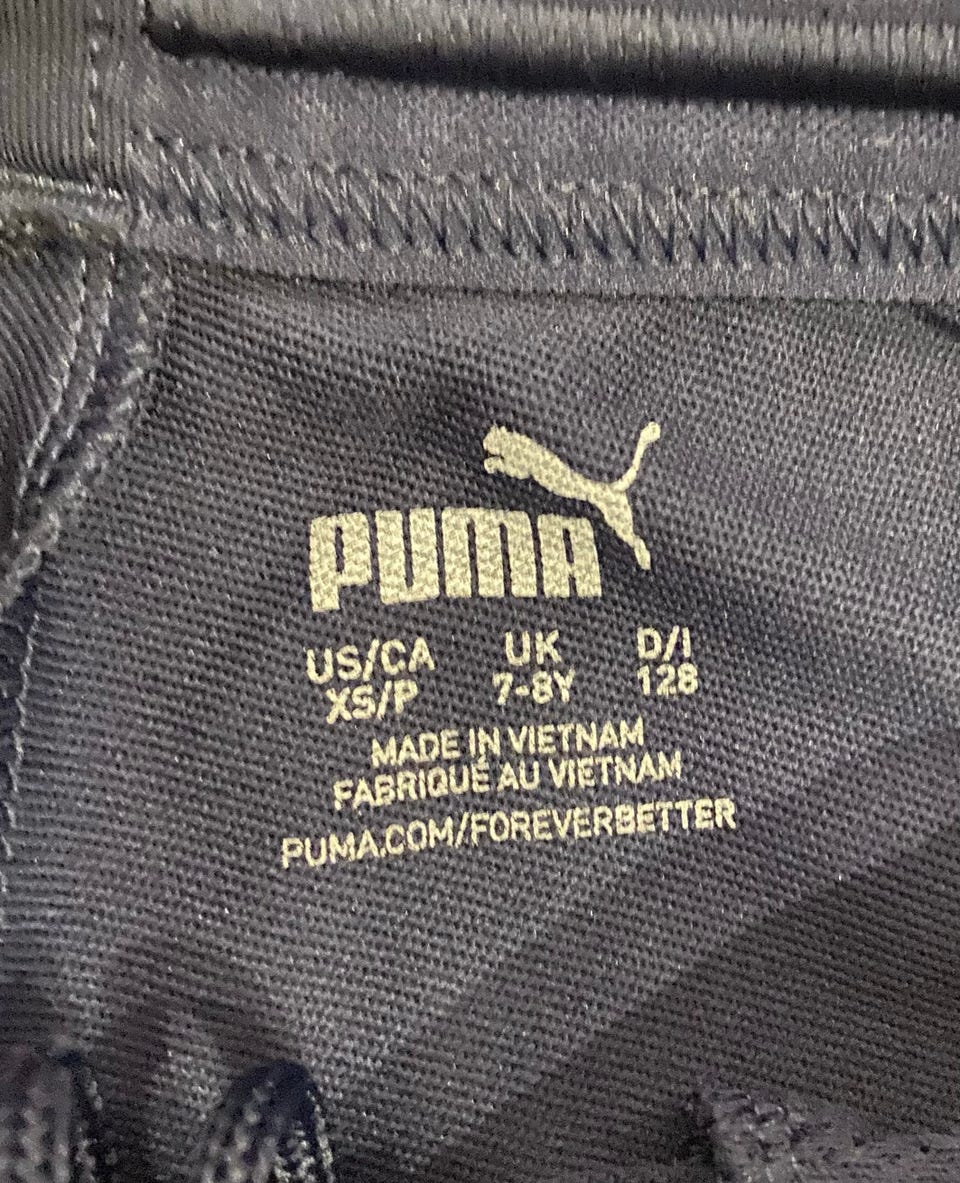 PUMA
US/CA UK D/I
XS/P 7-8Y 128
MADE IN VIETNAM
FABRIQUÉ AU VIETNAM
PUMA.COM/FOREVERBETTER